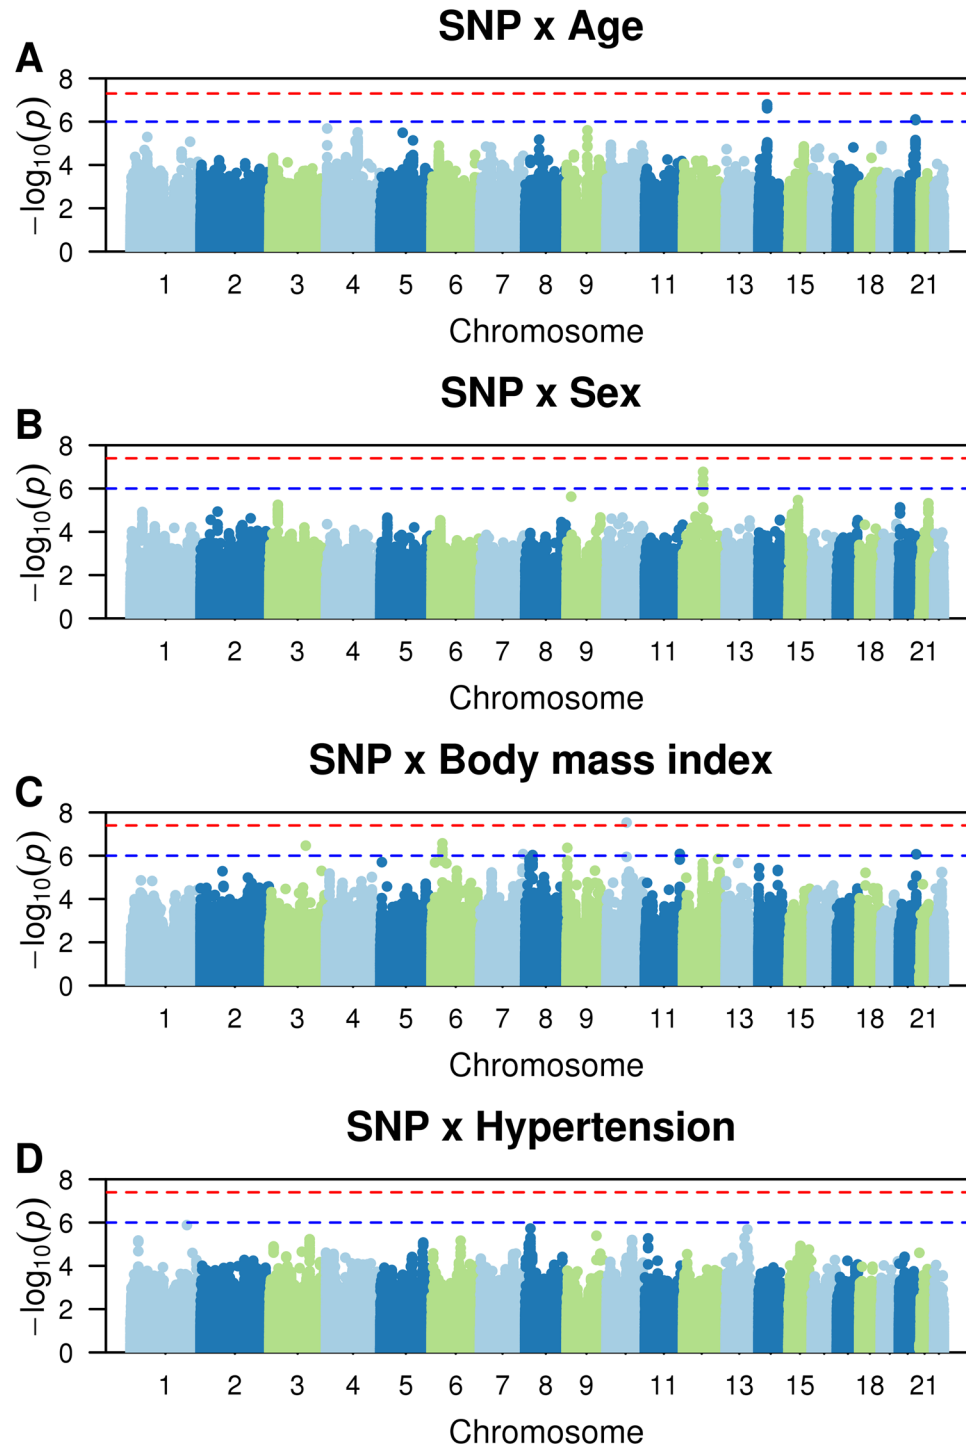 SNP x Age
A
8
6
4
2
0
−log10(p)
1 2 3 4 5 6 7 8 9 11 13 15 18 21
Chromosome
SNP x Sex
B
8
6
4
2
0
−log10(p)
1 2 3 4 5 6 7 8 9 11 13 15 18 21
Chromosome
SNP x Body mass index
C
8
6
4
2
0
−log10(p)
1 2 3 4 5 6 7 8 9 11 13 15 18 21
Chromosome
SNP x Hypertension
D
8
6
4
2
0
−log10(p)
1 2 3 4 5 6 7 8 9 11 13 15 18 21
Chromosome